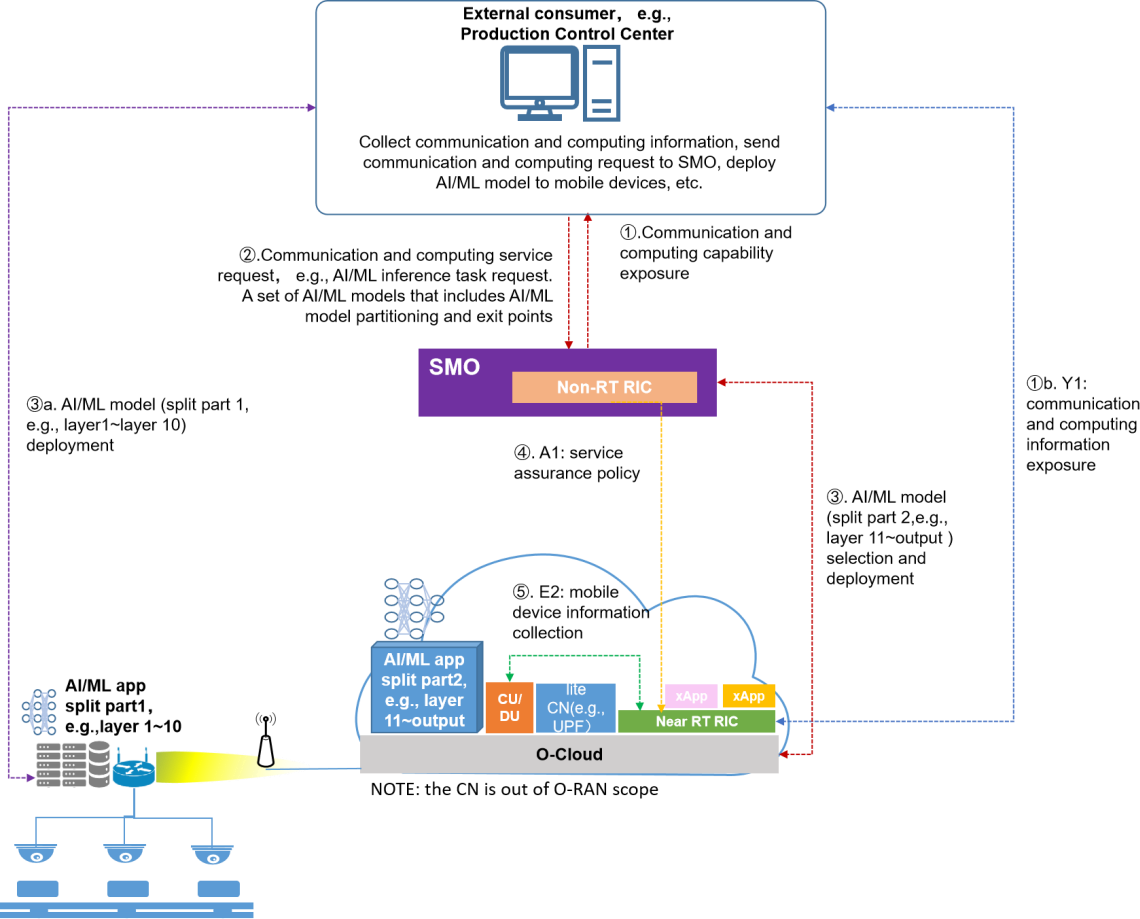 External consumer， e.g.,
Production Control Center
Collect communication and computing information, send
communication and computing request to SMO, deploy
AI/ML model to mobile devices, etc.
①.Communication and
computing capability
exposure
②.Communication and computing service
request， e.g., AI/ML inference task request.
A set of AI/ML models that includes AI/ML
model partitioning and exit points
SMO
Non-RT RIC
①b. Y1:
communication
and computing
information
exposure
③a. AI/ML model (split part 1,
e.g., layer1~layer 10)
deployment
④. A1: service
assurance policy
③. AI/ML model
(split part 2,e.g.,
layer 11~output )
selection and
deployment
⑤. E2: mobile
device information
collection
AI/ML app
split part2,
e.g., layer
11~output
CU/
DU
lite
CN(e.g.,
UPF）
xApp
xApp
Near RT RIC
O-Cloud
NOTE: the CN is out of O-RAN scope
AI/ML app
split part1，
e.g.,layer 1~10